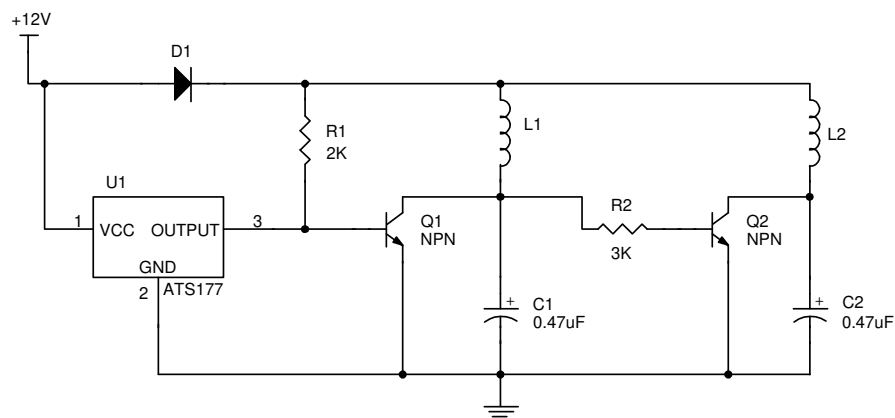 +12V
D1
R1
2K
L1
L2
U1
1
VCC
OUTPUT
3
GND
2
ATS177
Q1
NPN
R2
3K
Q2
NPN
+
C1
0.47uF
+
C2
0.47uF